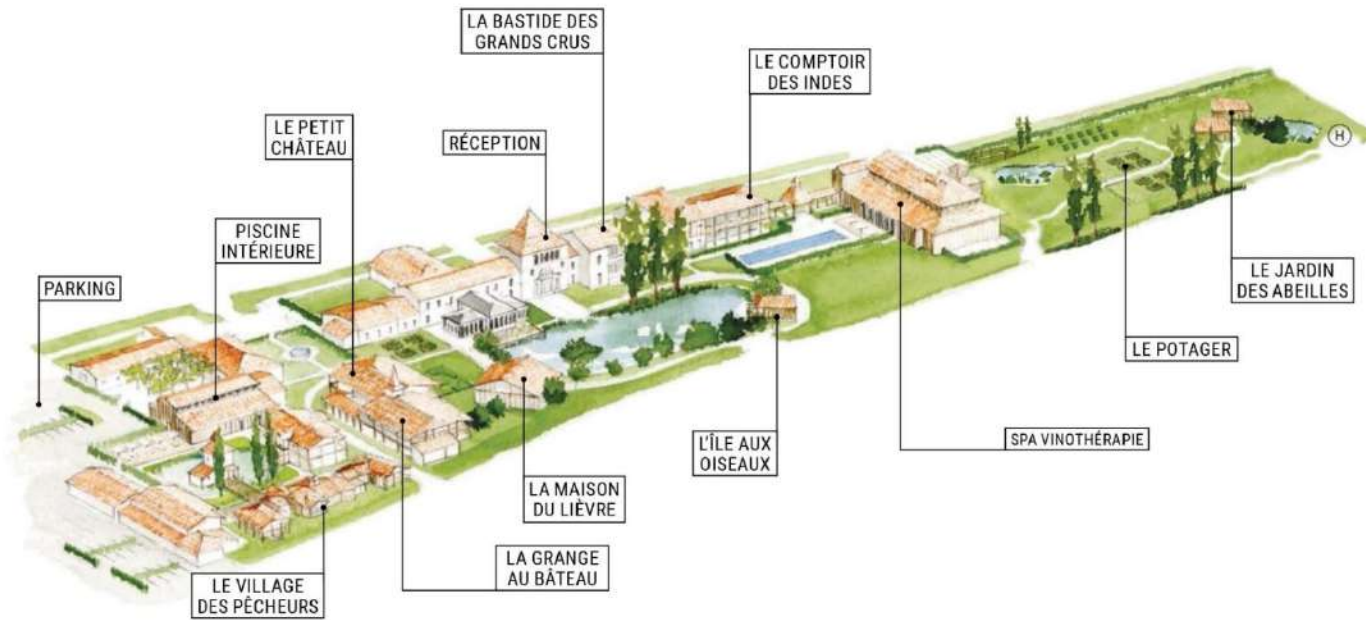 LA BASTIDE DES
GRANDS CRUS
LE COMPTOIR
DES INDES
LE PETIT
CHÂTEAU
RÉCEPTION
PISCINE
INTÉRIEURE
PARKING
H
LE JARDIN
DES ABEILLES
LE POTAGER
L'ÎLE AUX
OISEAUX
SPA VINOTHÉRAPIE
LA MAISON
DU LIÈVRE
LA GRANGE
AU BÂTEAU
LE VILLAGE
DES PÊCHEURS